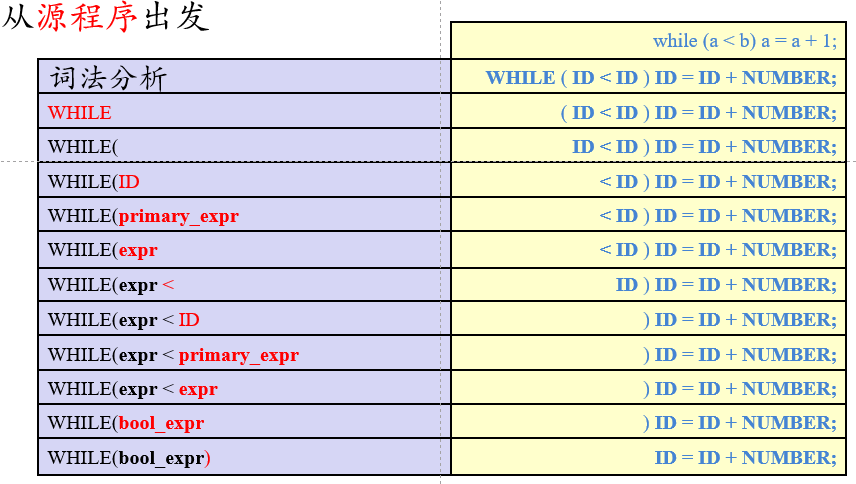 从源程序出发
while (a < b) a = a + 1;
词法分析 WHILE ( ID < ID ) ID = ID + NUMBER;
WHILE ( ID < ID ) ID = ID + NUMBER;
WHILE( ID < ID ) ID = ID + NUMBER;
WHILE(ID < ID ) ID = ID + NUMBER;
WHILE(primary_expr < ID ) ID = ID + NUMBER;
WHILE(expr < ID ) ID = ID + NUMBER;
WHILE(expr < ID ) ID = ID + NUMBER;
WHILE(expr < ID ) ID = ID + NUMBER;
WHILE(expr < primary_expr ) ID = ID + NUMBER;
WHILE(expr < expr ) ID = ID + NUMBER;
WHILE(bool_expr ) ID = ID + NUMBER;
WHILE(bool_expr) ID = ID + NUMBER;